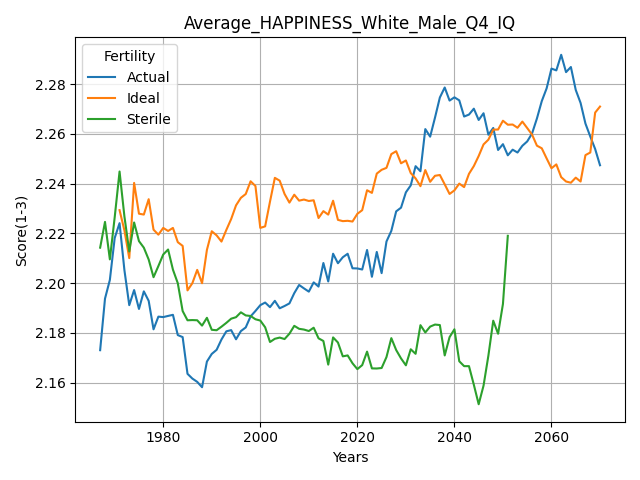 Average_HAPPINESS_White_Male_Q4_IQ
Fertility
Actual
Ideal
Sterile
Score(1-3)
2.28
2.26
2.24
2.22
2.20
2.18
2.16
1980
2000
2020
2040
2060
Years